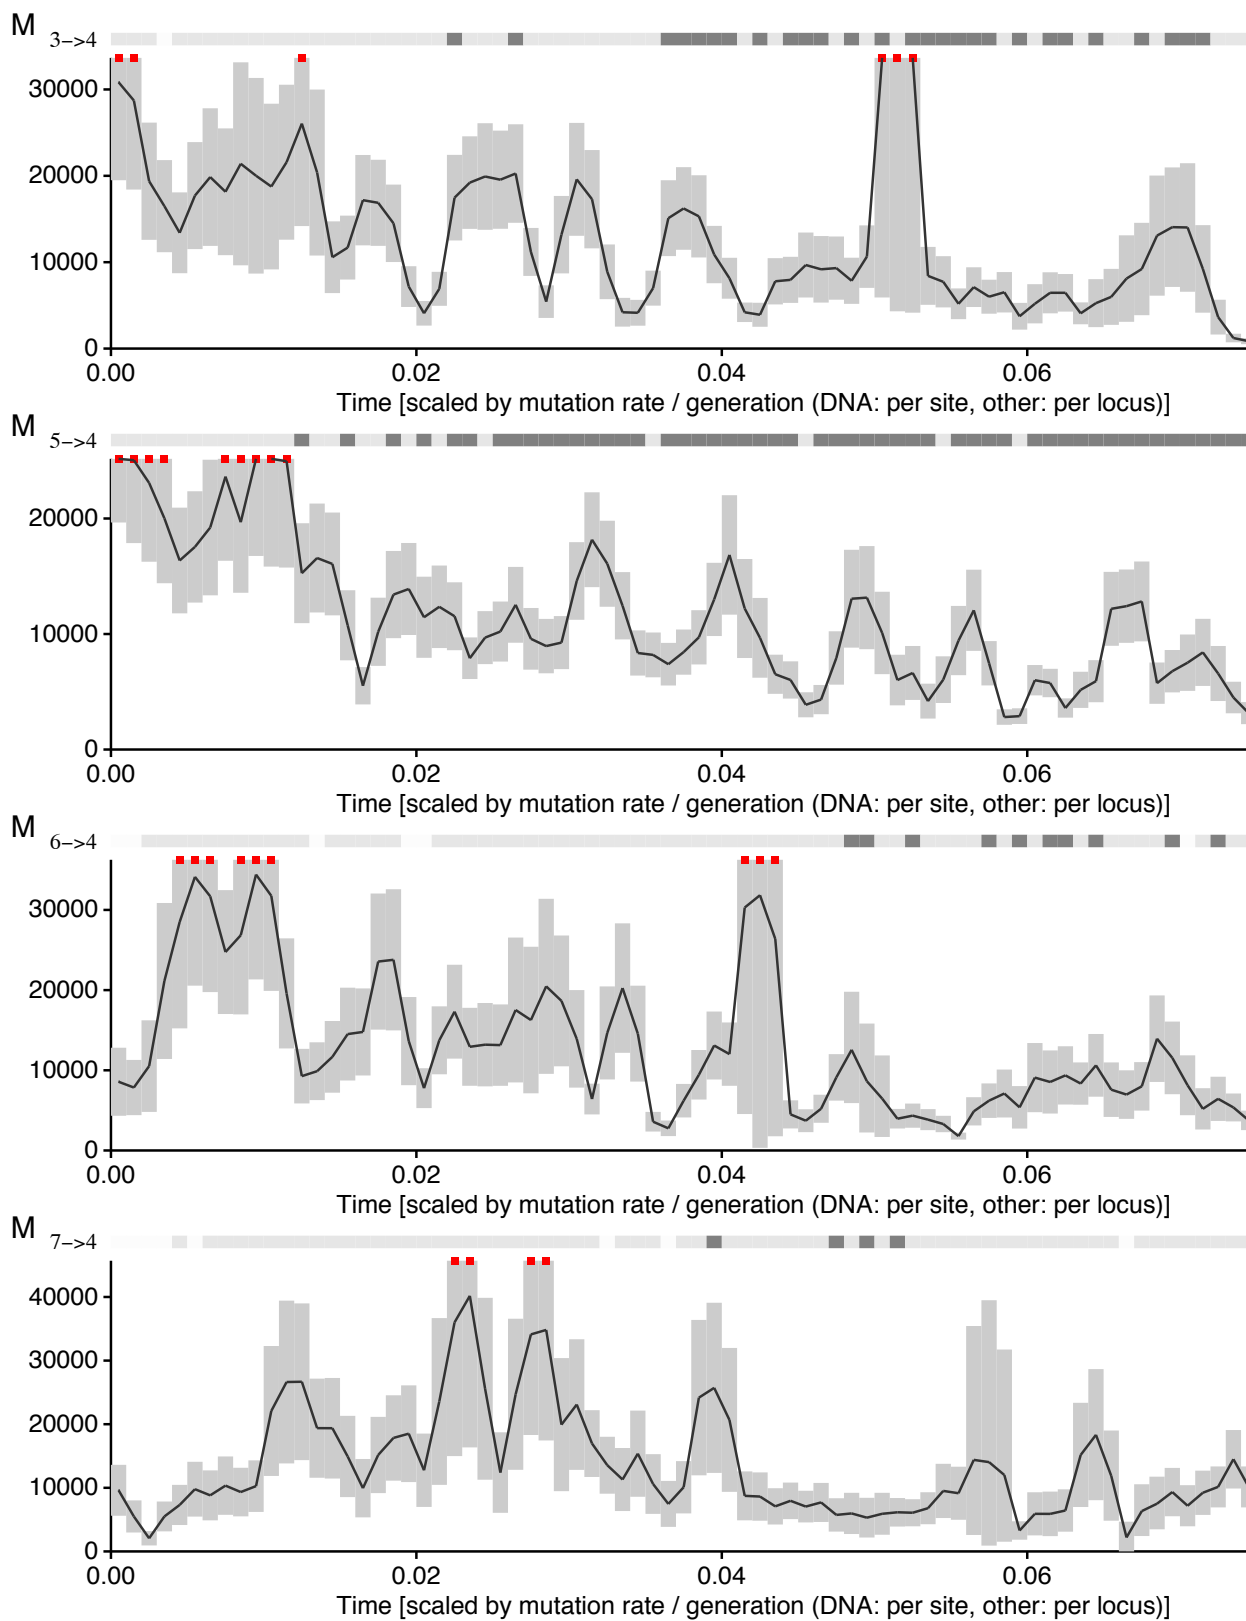 M
3->4
30000
20000
10000
0
0.00 0.02 0.04 0.06
Time [scaled by mutation rate / generation (DNA: per site, other: per locus)]
M
5->4
20000
10000
0
0.00 0.02 0.04 0.06
Time [scaled by mutation rate / generation (DNA: per site, other: per locus)]
M
6->4
30000
20000
10000
0
0.00 0.02 0.04 0.06
Time [scaled by mutation rate / generation (DNA: per site, other: per locus)]
M
7->4
40000
30000
20000
10000
0
0.00 0.02 0.04 0.06
Time [scaled by mutation rate / generation (DNA: per site, other: per locus)]